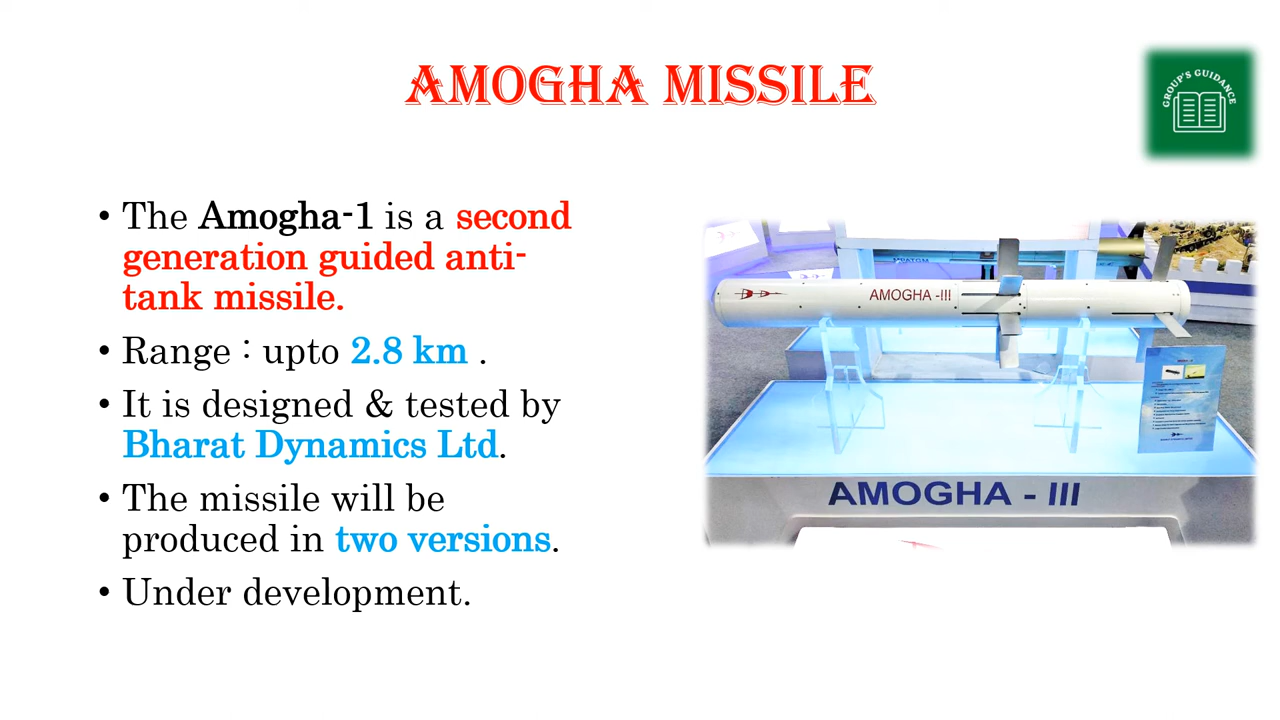 AMOGHA MISSILE
GROUP'S GUIDANCE
• The Amogha-1 is a second
generation guided anti-
tank missile.
• Range : upto 2.8 km .
• It is designed & tested by
Bharat Dynamics Ltd.
• The missile will be
produced in two versions.
• Under development.
AMOGHA -III
AMOGHA - III